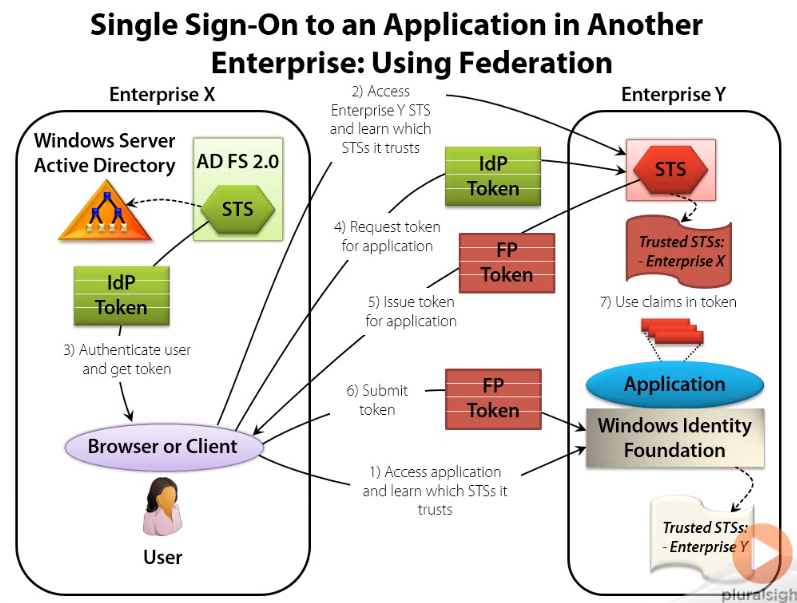 Single Sign-On to an Application in Another
Enterprise: Using Federation
Enterprise X
2) Access
Enterprise Y STS
and learn which
STSs it trusts
Enterprise Y
Windows Server
Active Directory
AD FS 2.0
STS
IdP
Token
STS
4) Request token
for application
Trusted STSs:
- Enterprise X
FP
Token
IdP
Token
5) Issue token
for application
7) Use claims in token
3) Authenticate user
and get token
6) Submit
token
FP
Token
Application
Browser or Client
Windows Identity
Foundation
1) Access application
and learn which STSs it
trusts
User
Trusted STSs:
- Enterprise Y
pluralsigh